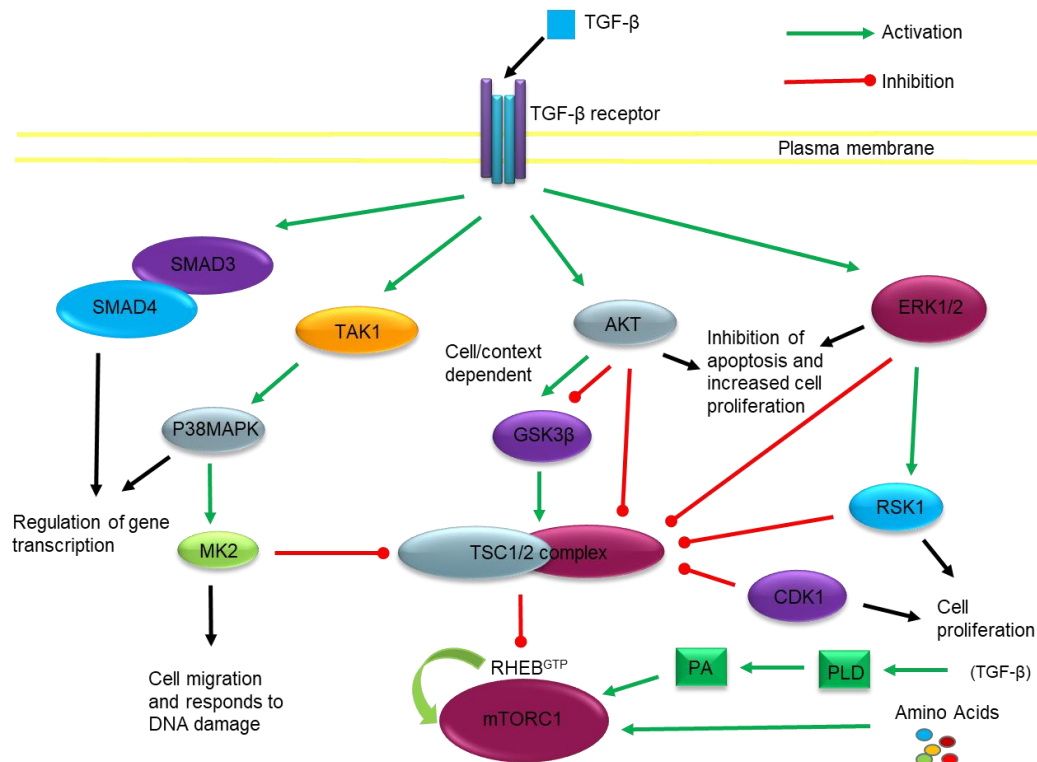 TGF-β
Activation
Inhibition
TGF-β receptor
Plasma membrane
SMAD3
SMAD4
TAK1
AKT
ERK1/2
Cell/context
dependent
Inhibition of
apoptosis and
increased cell
proliferation
P38MAPK
GSK3β
Regulation of gene
transcription
RSK1
MK2
TSC1/2 complex
CDK1
Cell
proliferation
Cell migration
and responds to
DNA damage
RHEBGTP
PA
PLD
(TGF-β)
mTORC1
Amino Acids